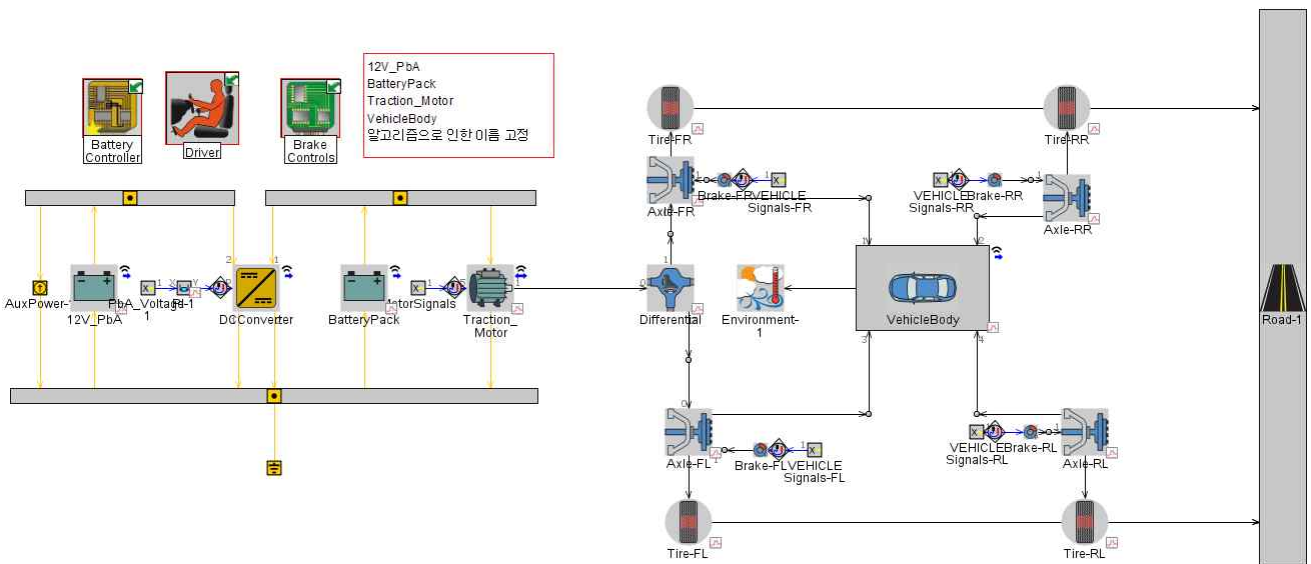 Battery
Controller
Driver
Brake
Controls
12V_PbA
BatteryPack
Traction_Motor
VehicleBody
알고리즘으로 인한 이름 고정
Tire-FR
Tire-RR
Axle-FR
Brake-FR
VEHICLE
Signals-FR
VEHICLE
Signals-RR
Brake-RR
Axle-RR
AuxPower-
12V_PbA
PbA_Voltage-
1
DCConverter
BatteryPack
Traction_
Motor
Differential
Environment-
1
VehicleBody
Road-1
Axle-FL
Brake-FL
VEHICLE
Signals-FL
VEHICLE
Signals-RL
Brake-RL
Axle-RL
Tire-FL
Tire-RL